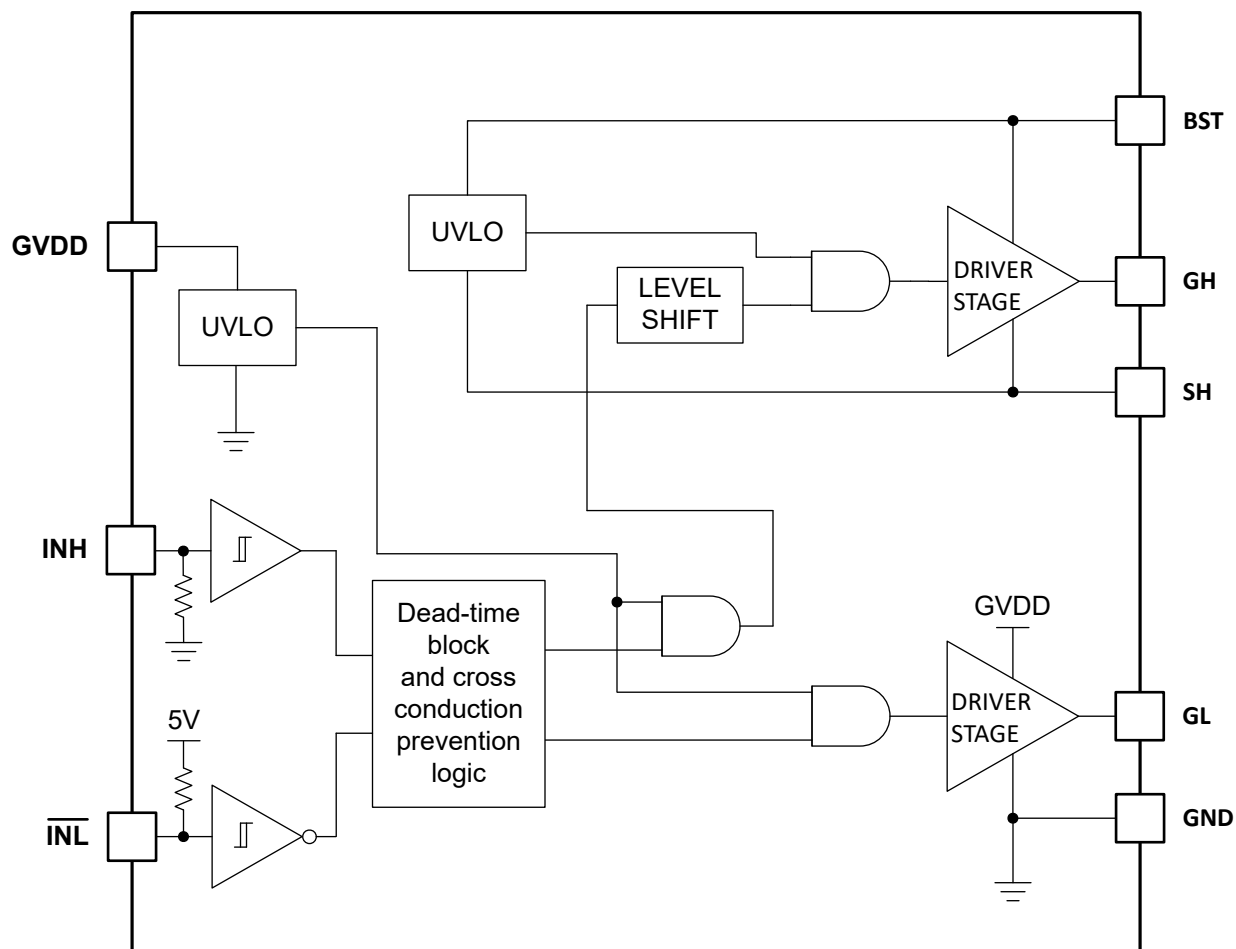 BST
UVLO
GVDD
DRIVER
STAGE
GH
LEVEL
SHIFT
UVLO
SH
INH
Dead-time
block
and cross
conduction
prevention
logic
GVDD
5V
DRIVER
STAGE
GL
INL
GND